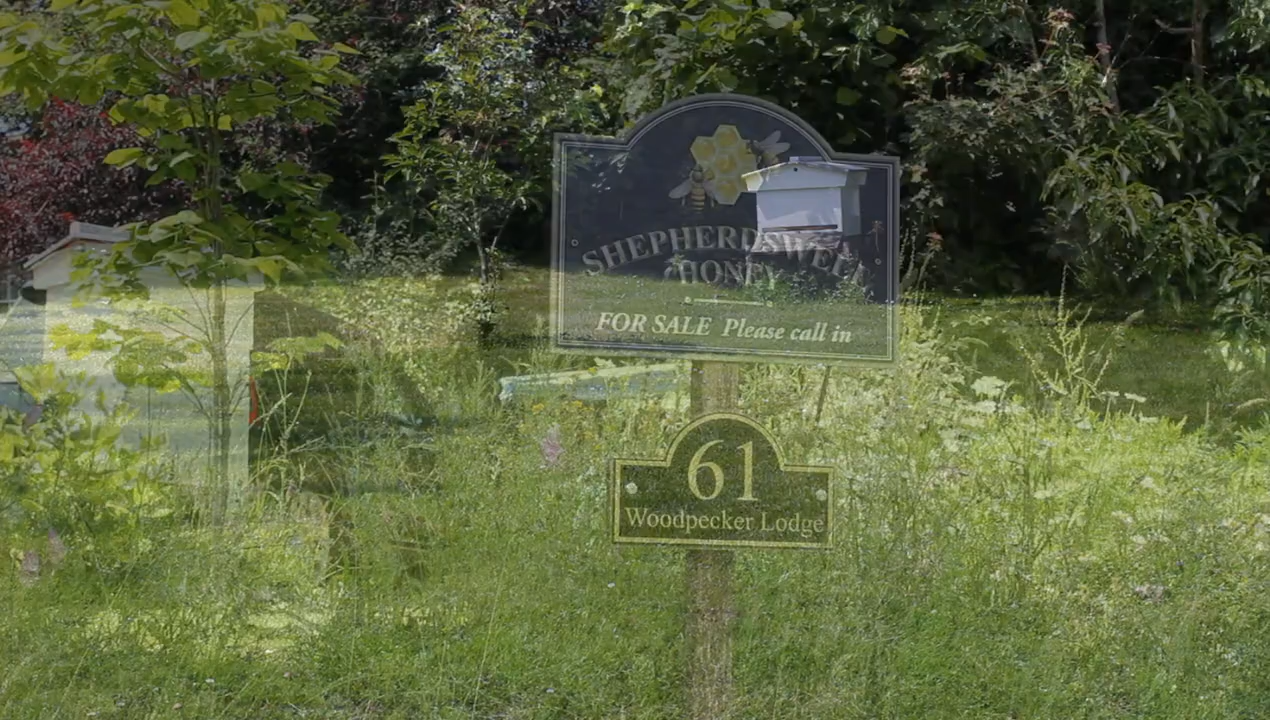 SHEPHERDSWELL
HONEY
FOR SALE Please call in
61
Woodpecker Lodge